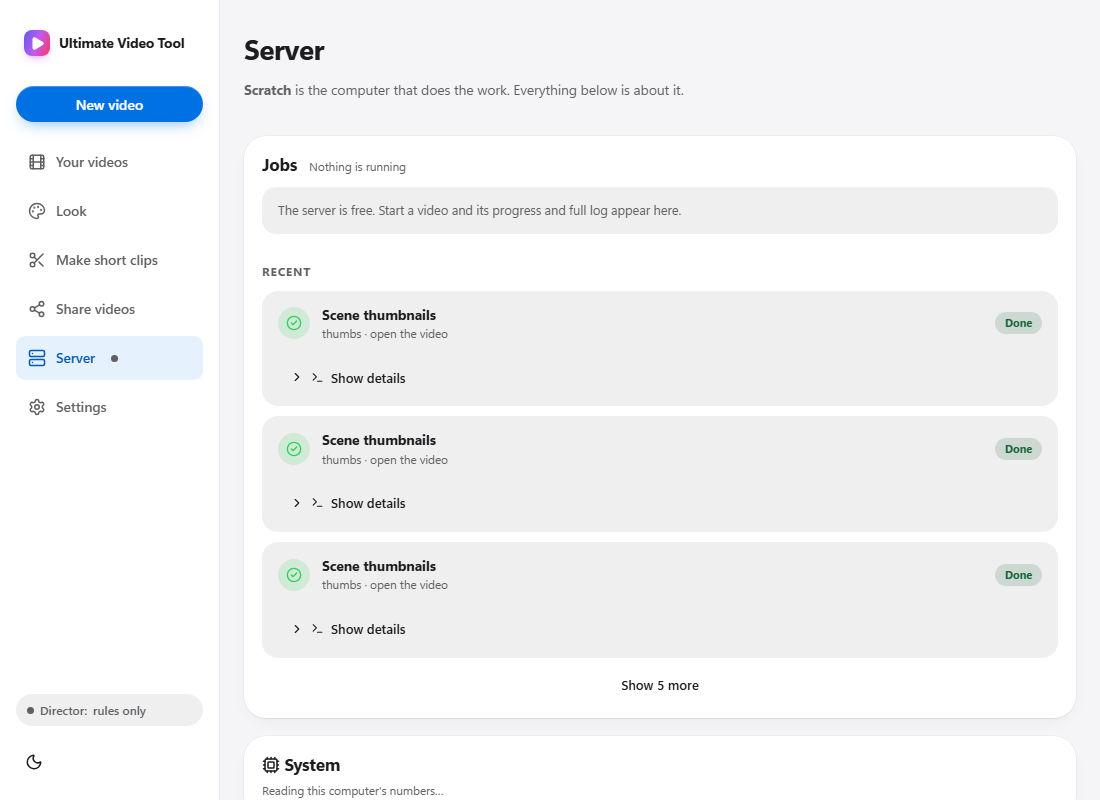 Ultimate Video Tool
New video
Your videos
Look
Make short clips
Share videos
Server
Settings
Director: rules only
Server
Scratch is the computer that does the work. Everything below is about it.
Jobs Nothing is running
The server is free. Start a video and its progress and full log appear here.
RECENT
Scene thumbnails
thumbs · open the video
Done
Show details
Scene thumbnails
thumbs · open the video
Done
Show details
Scene thumbnails
thumbs · open the video
Done
Show details
Show 5 more
System
Reading this computer's numbers...